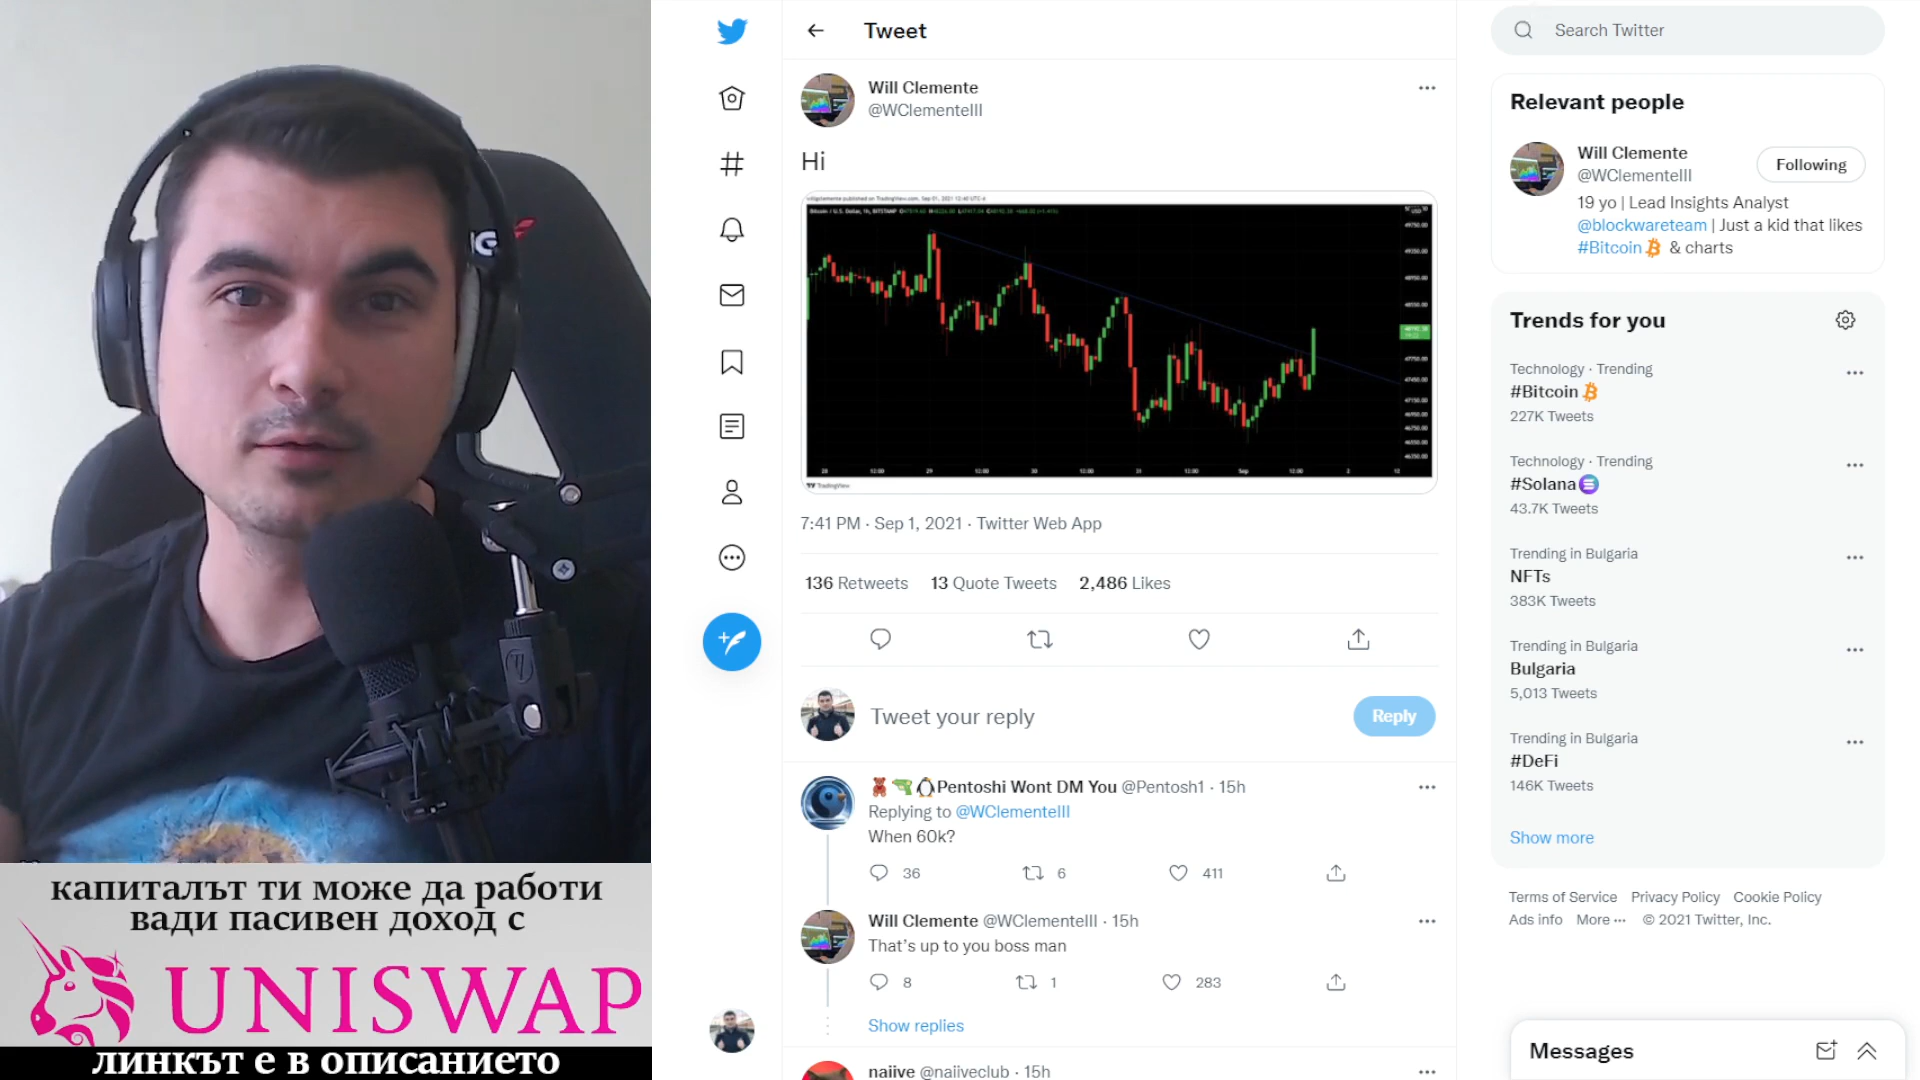 Tweet
Will Clemente
@WClementeIII
Hi
TradingView
7:41 PM · Sep 1, 2021 · Twitter Web App
136 Retweets 13 Quote Tweets 2,486 Likes
Tweet your reply
Reply
Pentoshi Wont DM You @Pentosh1 · 15h
Replying to @WClementeIII
When 60k?
36 6 411
Will Clemente @WClementeIII · 15h
That's up to you boss man
8 1 283
Show replies
naiive @naiiveclub · 15h
Search Twitter
Relevant people
Will Clemente
@WClementeIII
Following
19 yo | Lead Insights Analyst
@blockwareteam | Just a kid that likes
#Bitcoin & charts
Trends for you
Technology · Trending
#Bitcoin
227K Tweets
Technology · Trending
#Solana
43.7K Tweets
Trending in Bulgaria
NFTs
383K Tweets
Trending in Bulgaria
Bulgaria
5,013 Tweets
Trending in Bulgaria
#DeFi
146K Tweets
Show more
Terms of Service Privacy Policy Cookie Policy
Ads info More ··· © 2021 Twitter, Inc.
Messages
капиталът ти може да работи
вади пасивен доход с
UNISWAP
линкът е в описанието